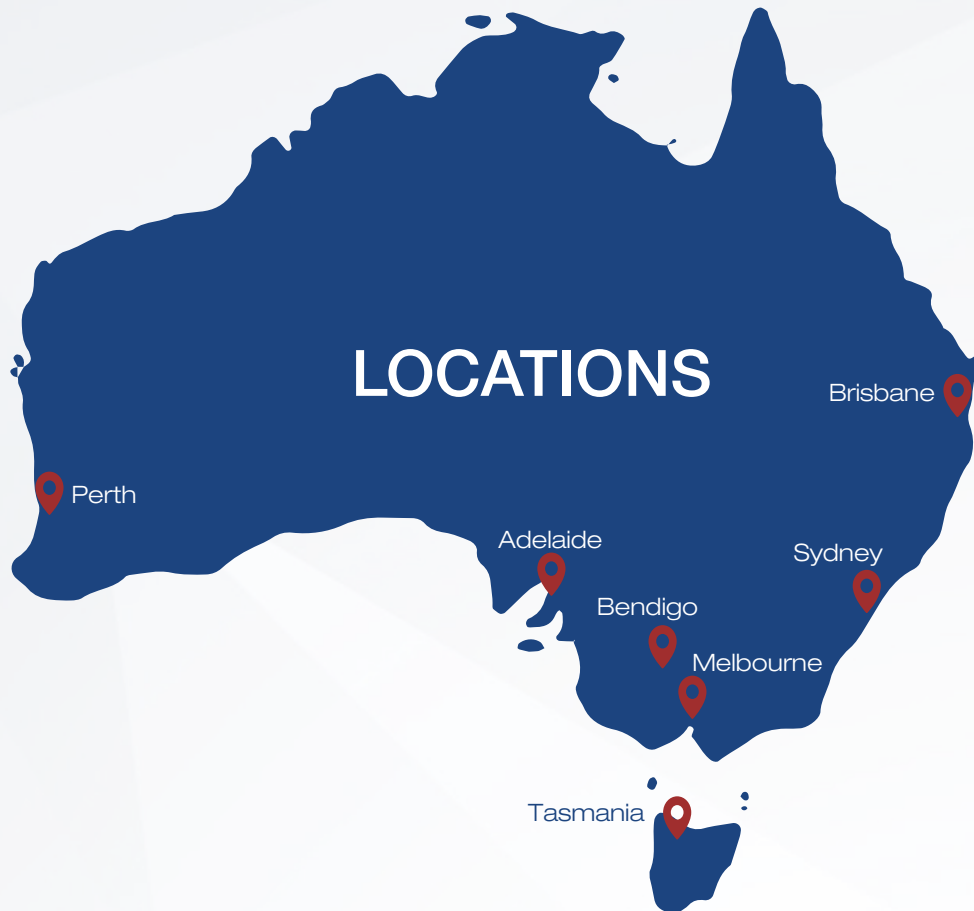 LOCATIONS
Brisbane
Perth
Adelaide
Sydney
Bendigo
Melbourne
Tasmania